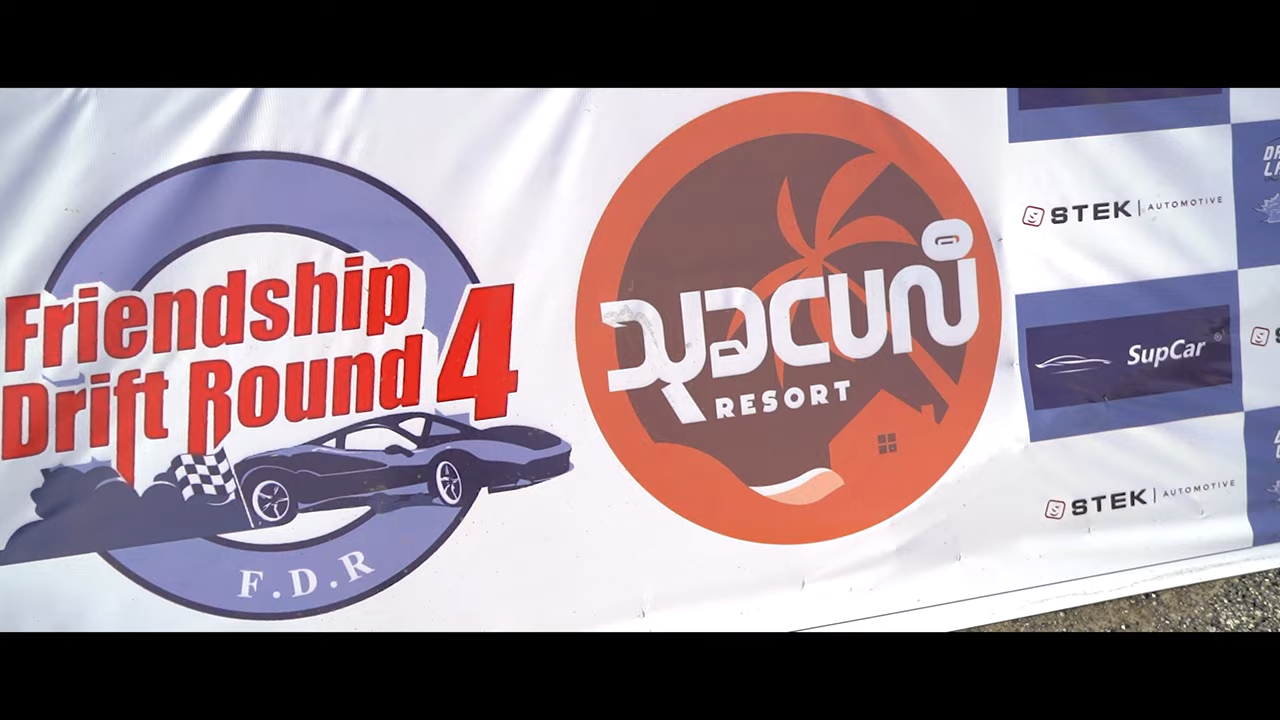 Friendship
Drift Round 4
F.D.R
RESORT
STEK | AUTOMOTIVE
SupCar
STEK | AUTOMOTIVE